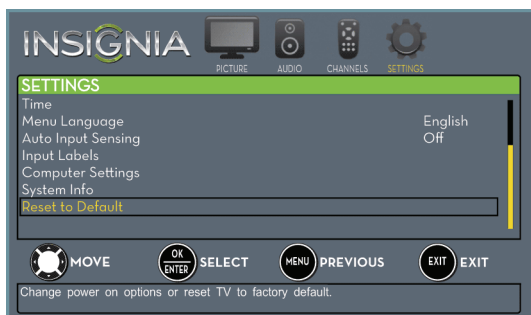 INSIGNIA
PICTURE AUDIO CHANNELS SETTINGS
SETTINGS
Time
Menu Language English
Auto Input Sensing Off
Input Labels
Computer Settings
System Info
Reset to Default
MOVE OK ENTER SELECT MENU PREVIOUS EXIT EXIT
Change power on options or reset TV to factory default.